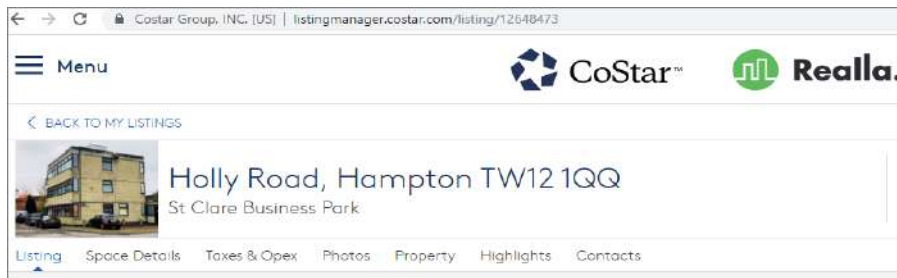 Costar Group, INC. [US] | listingmanager.costar.com/listing/12648473
Menu
CoStar™
Realla.
BACK TO MY LISTINGS
Holly Road, Hampton TW12 1QQ
St Clare Business Park
Listing Space Details Taxes & Opex Photos Property Highlights Contacts